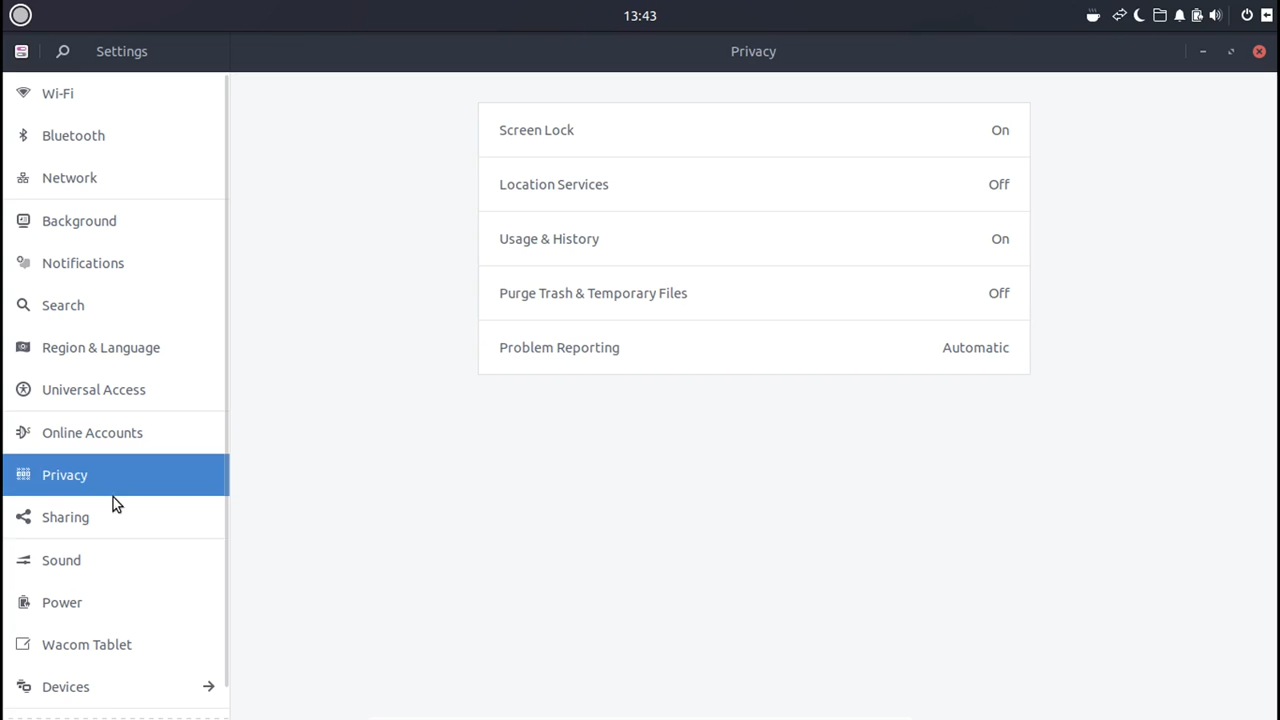 13:43
Settings
Privacy
Wi-Fi
Bluetooth
Network
Background
Notifications
Search
Region & Language
Universal Access
Online Accounts
Privacy
Sharing
Sound
Power
Wacom Tablet
Devices
Screen Lock On
Location Services Off
Usage & History On
Purge Trash & Temporary Files Off
Problem Reporting Automatic